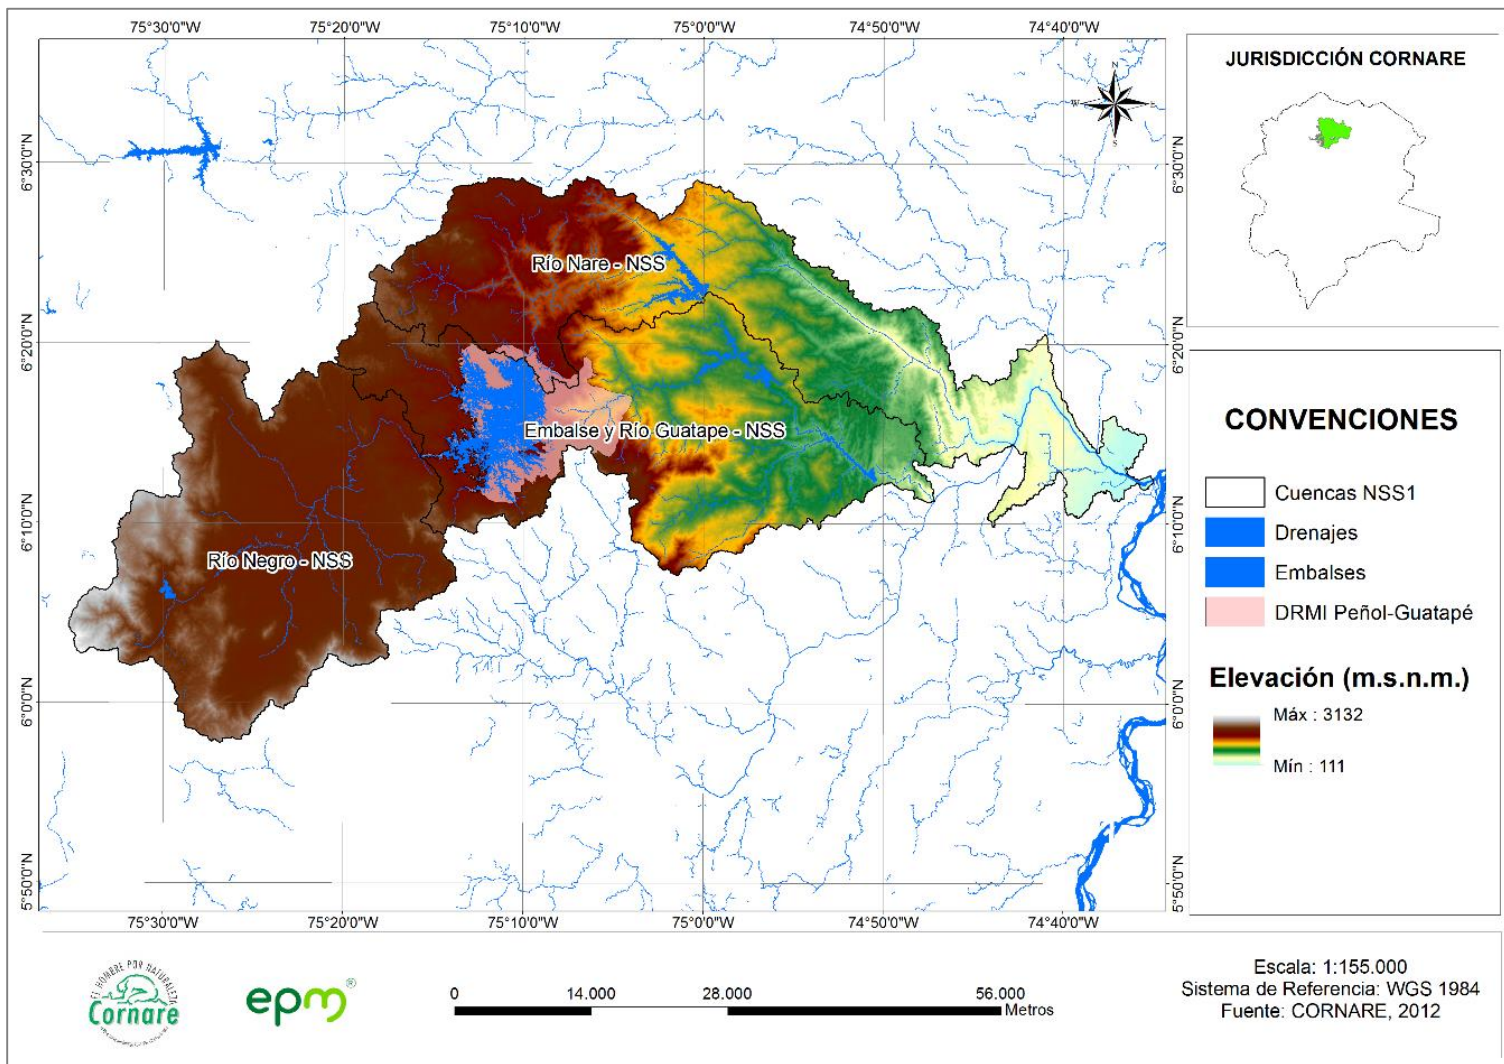 75°30'0"W 75°20'0"W 75°10'0"W 75°0'0"W 74°50'0"W 74°40'0"W
JURISDICCIÓN CORNARE
N
W E
S
6°30'0"N 6°30'0"N
6°20'0"N 6°20'0"N
6°10'0"N 6°10'0"N
6°0'0"N 6°0'0"N
5°50'0"N 5°50'0"N
Río Nare - NSS
Embalse y Río Guatape - NSS
Río Negro - NSS
75°30'0"W 75°20'0"W 75°10'0"W 75°0'0"W 74°50'0"W 74°40'0"W
CONVENCIONES
Cuencas NSS1
Drenajes
Embalses
DRMI Peñol-Guatapé
Elevación (m.s.n.m.)
Máx : 3132
Mín : 111
EL HOMBRE POR NATURALEZA
Cornare
epm®
0 14.000 28.000 56.000
Metros
Escala: 1:155.000
Sistema de Referencia: WGS 1984
Fuente: CORNARE, 2012